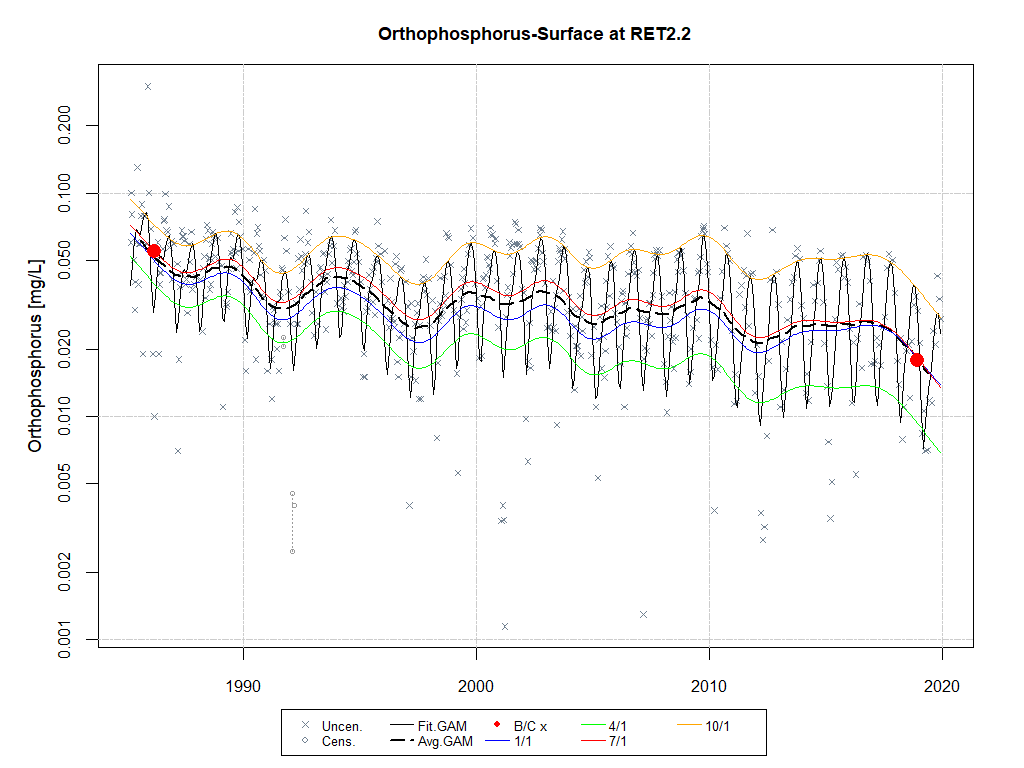 Orthophosphorus-Surface at RET2.2
Orthophosphorus [mg/L]
0.200
0.100
0.050
0.020
0.010
0.005
0.002
0.001
1990 2000 2010 2020
Uncen. Fit.GAM B/C x 4/1 10/1
Cens. Avg.GAM 1/1 7/1